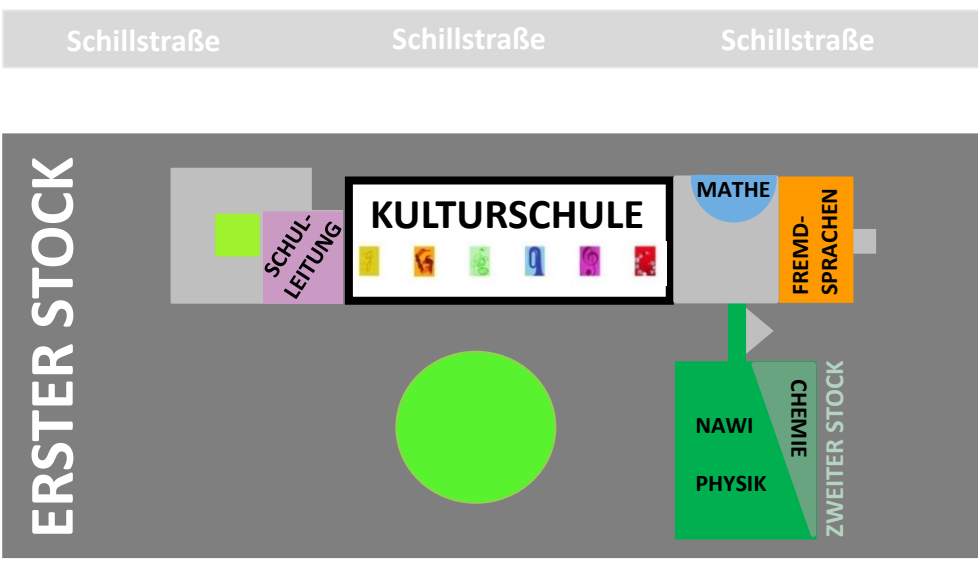 Schillstraße Schillstraße Schillstraße
ERSTER STOCK
SCHUL-
LEITUNG
KULTURSCHULE
MATHE
FREMD-
SPRACHEN
NAWI
PHYSIK
CHEMIE
ZWEITER STOCK